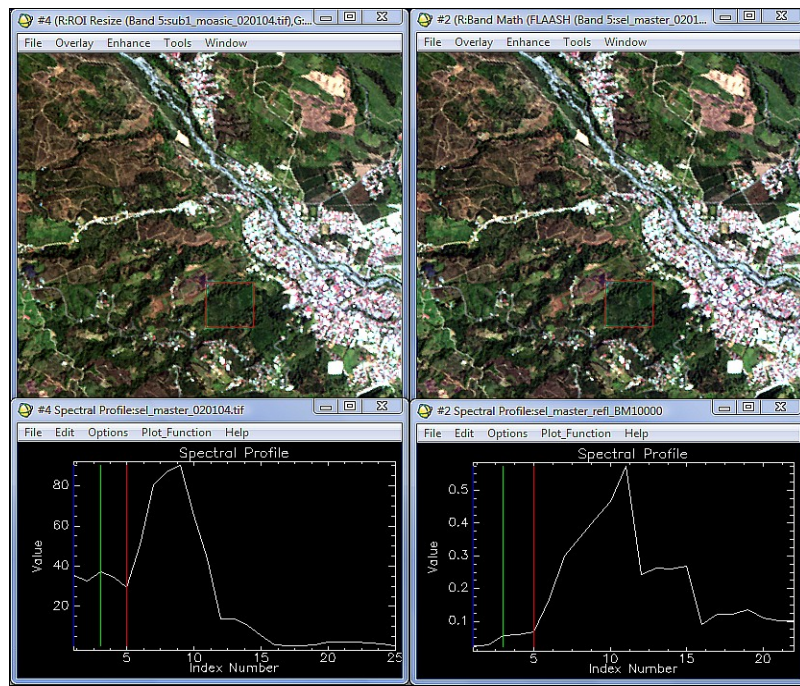 #4 (R:ROI Resize (Band 5:sub1_moasic_020104.tif),G:...
File Overlay Enhance Tools Window
#2 (R:Band Math (FLAASH (Band 5:sel_master_0201...
File Overlay Enhance Tools Window
#4 Spectral Profile:sel_master_020104.tif
File Edit Options Plot_Function Help
Spectral Profile
Value
80
60
40
20
5
10
15
20
25
Index Number
#2 Spectral Profile:sel_master_refl_BM10000
File Edit Options Plot_Function Help
Spectral Profile
Value
0.5
0.4
0.3
0.2
0.1
5
10
15
20
Index Number